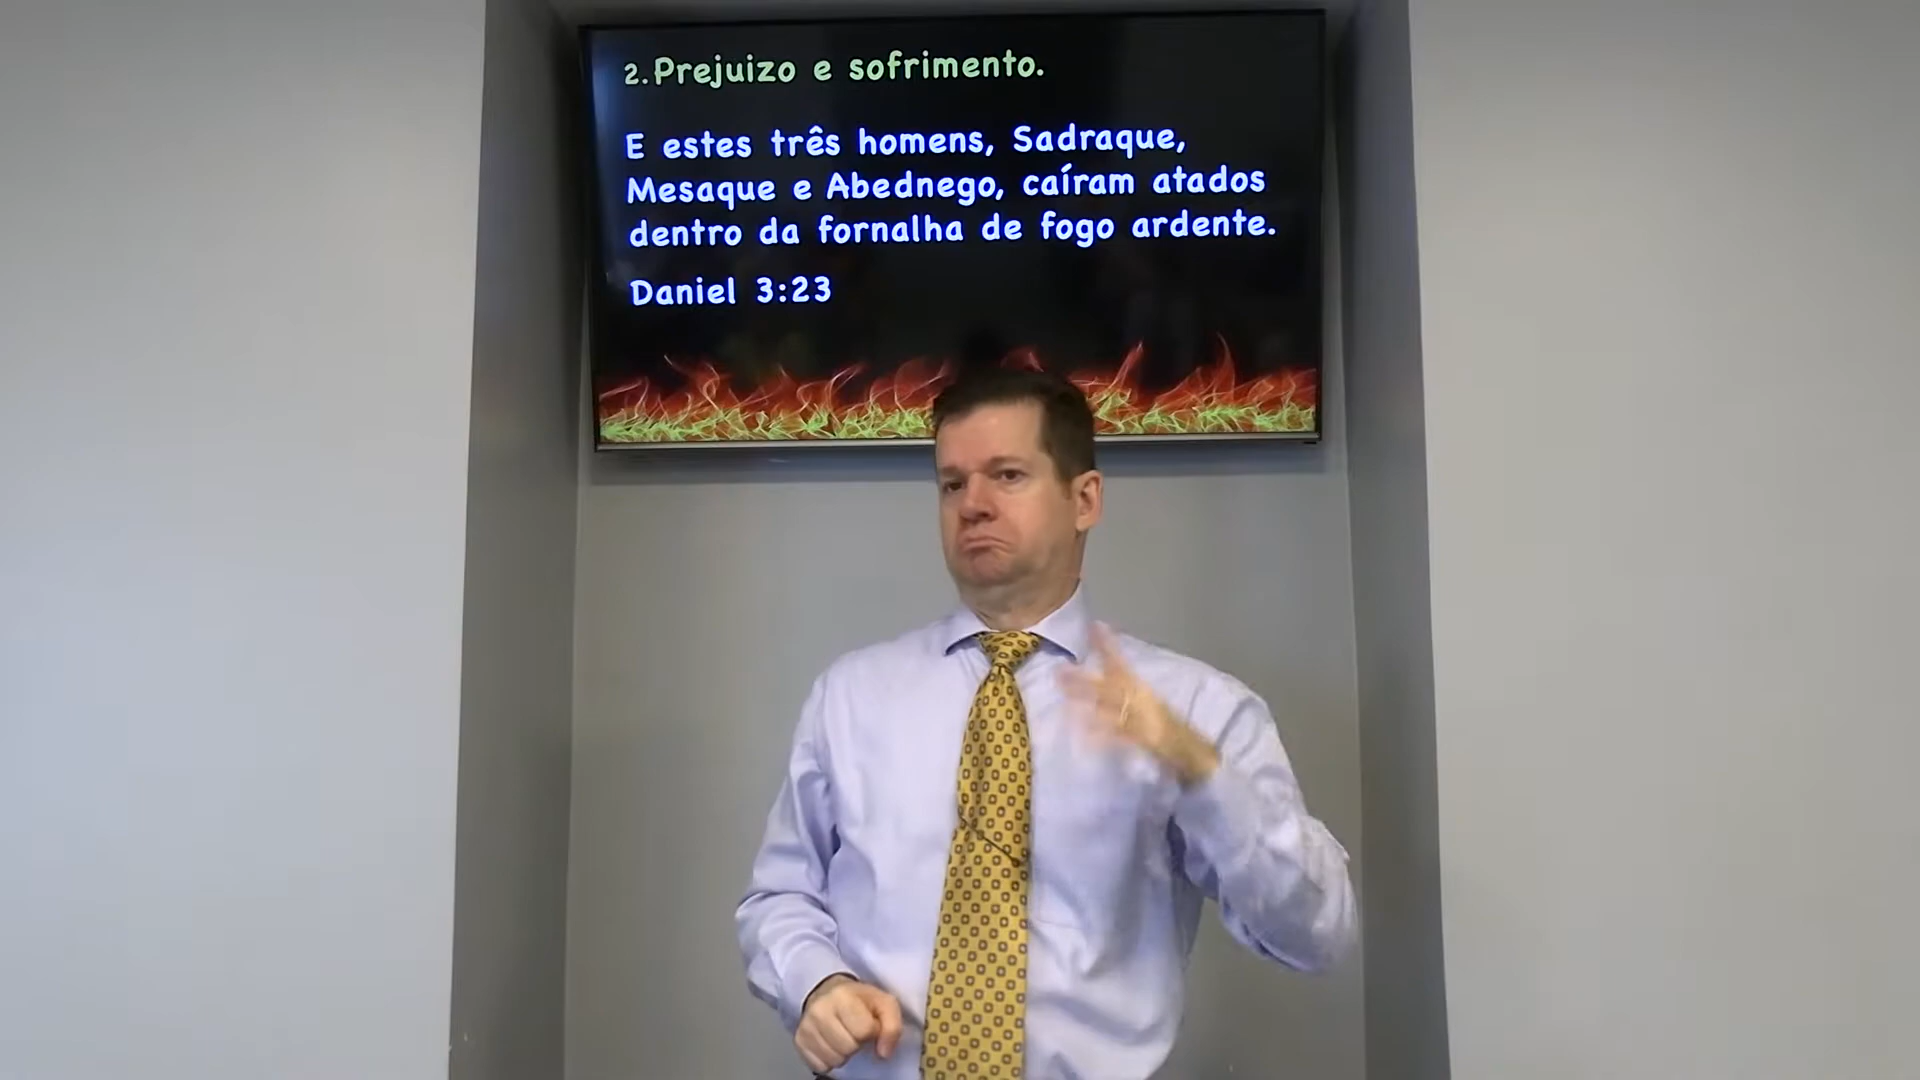 2. Prejuizo e sofrimento.
E estes três homens, Sadraque,
Mesaque e Abednego, caíram atados
dentro da fornalha de fogo ardente.
Daniel 3:23